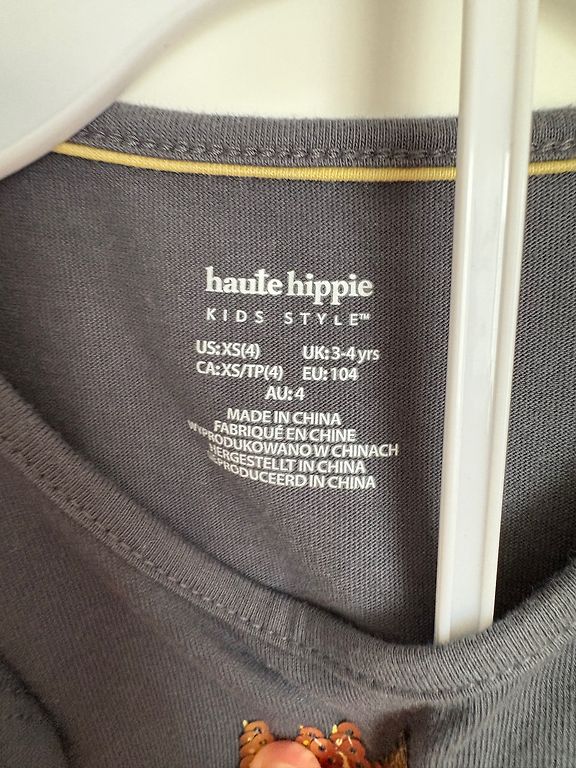 haute hippie
KIDS STYLE™
US:XS(4) UK: 3-4 yrs
CA:XS/TP(4) EU: 104
AU: 4
MADE IN CHINA
FABRIQUÉ EN CHINE
WYPRODUKOWANO W CHINACH
HERGESTELLT IN CHINA
GEPRODUCEERD IN CHINA